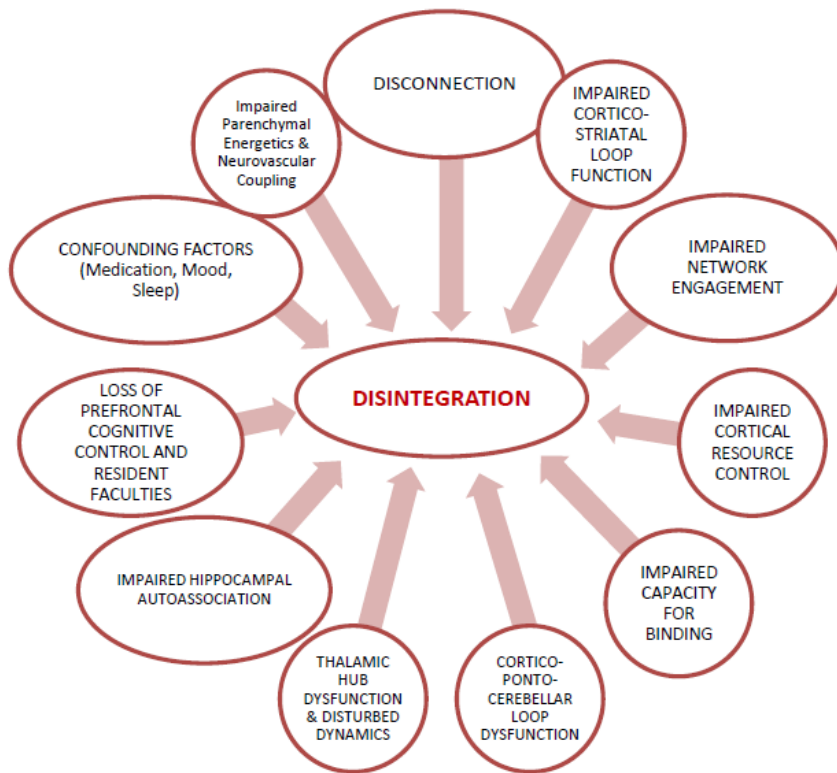 DISCONNECTION
IMPAIRED
CORTICO-
STRIATAL
LOOP
FUNCTION
IMPAIRED
NETWORK
ENGAGEMENT
IMPAIRED
CORTICAL
RESOURCE
CONTROL
IMPAIRED
CAPACITY
FOR
BINDING
CORTICO-
PONTO-
CEREBELLAR
LOOP
DYSFUNCTION
THALAMIC
HUB
DYSFUNCTION
& DISTURBED
DYNAMICS
IMPAIRED HIPPOCAMPAL
AUTOASSOCIATION
LOSS OF
PREFRONTAL
COGNITIVE
CONTROL AND
RESIDENT
FACULTIES
CONFOUNDING FACTORS
(Medication, Mood,
Sleep)
Impaired
Parenchymal
Energetics &
Neurovascular
Coupling
DISINTEGRATION